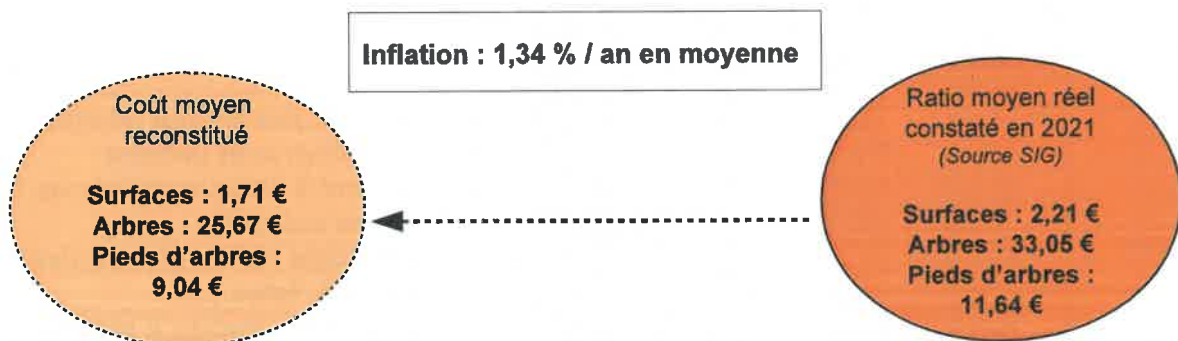 Inflation : 1,34 % / an en moyenne
Coût moyen
reconstitué
Surfaces : 1,71 €
Arbres : 25,67 €
Pieds d'arbres :
9,04 €
Ratio moyen réel
constaté en 2021
(Source SIG)
Surfaces : 2,21 €
Arbres : 33,05 €
Pieds d'arbres :
11,64 €